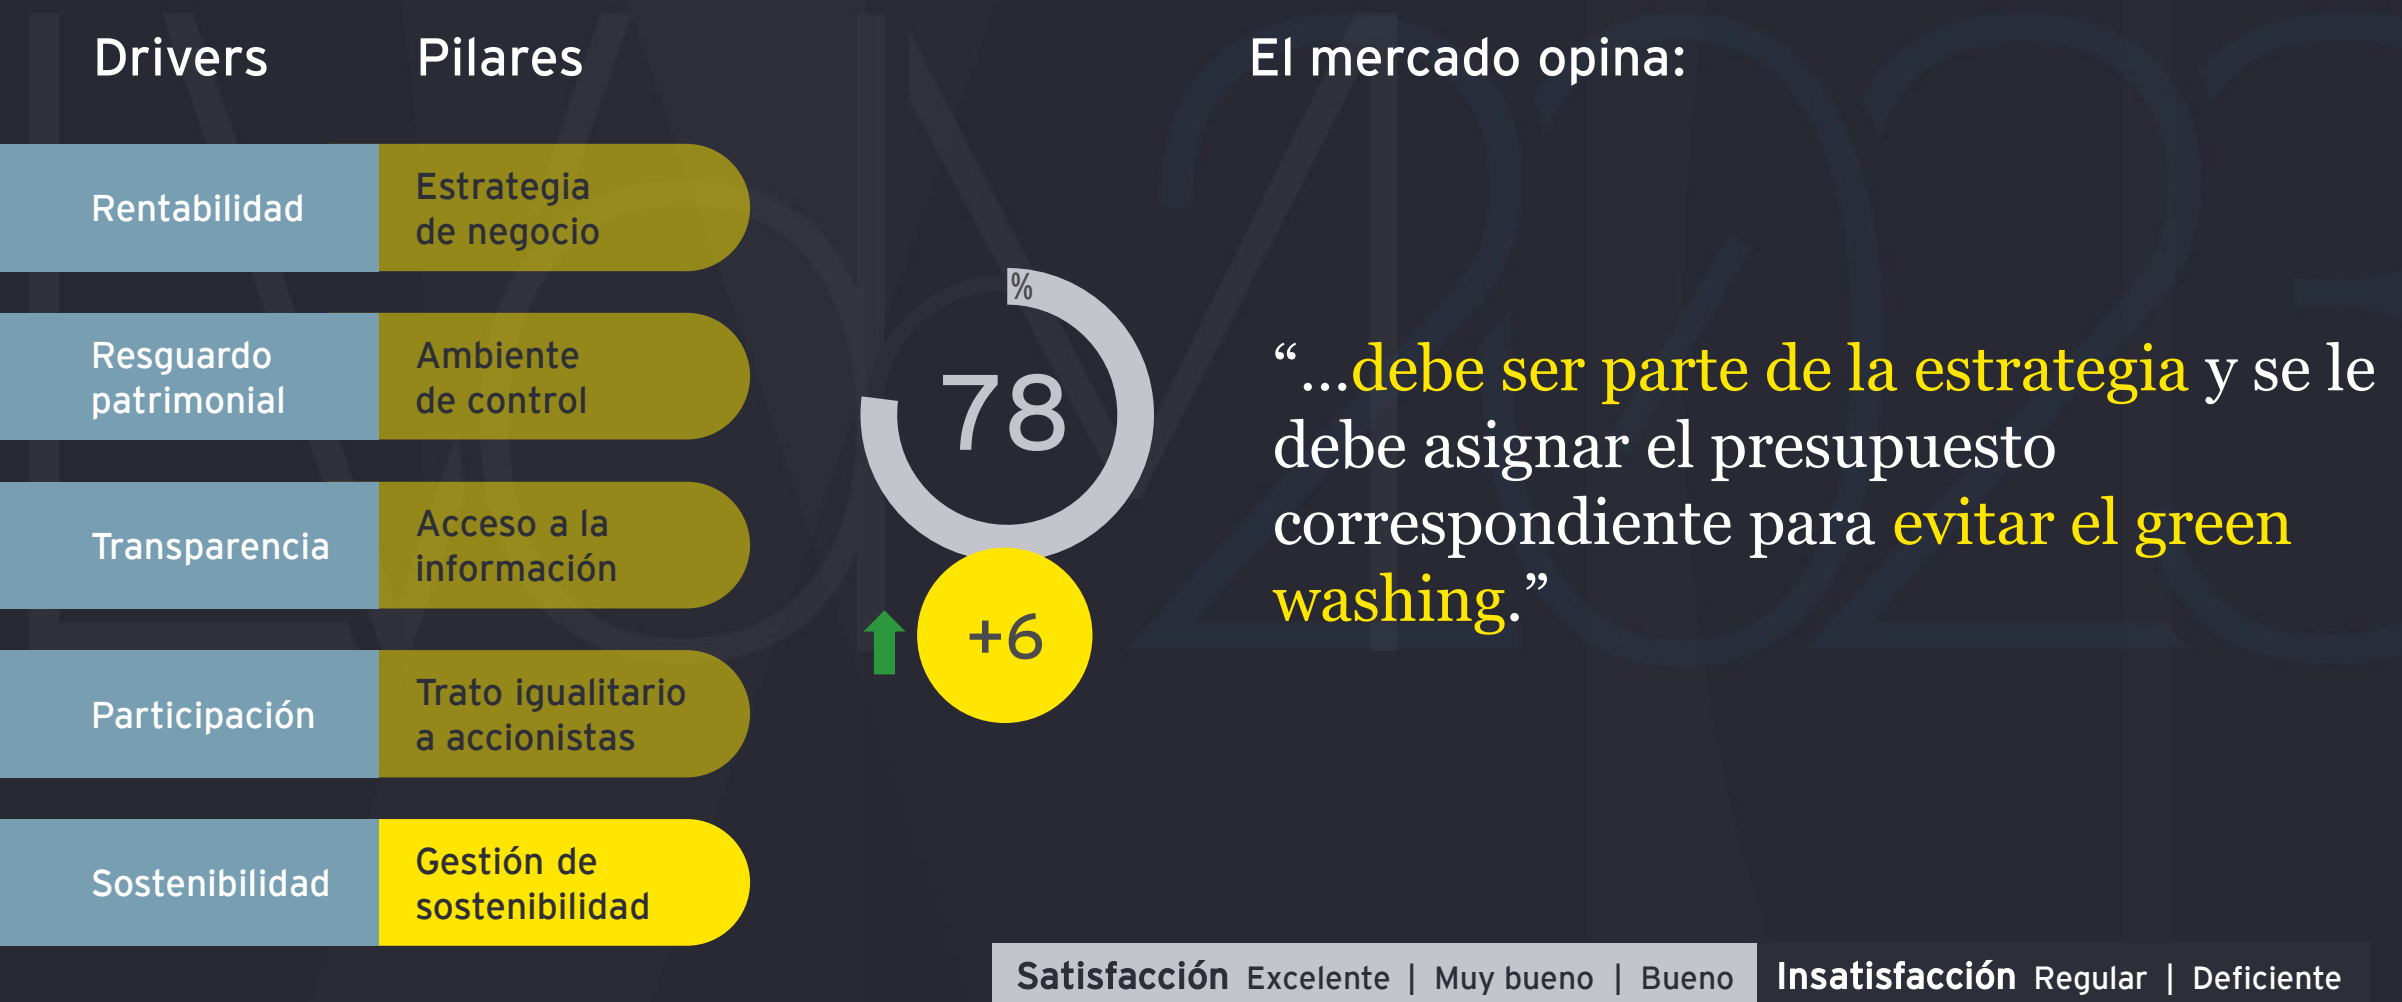 Drivers
Pilares
El mercado opina:
Rentabilidad
Estrategia
de negocio
Resguardo
patrimonial
Ambiente
de control
Transparencia
Acceso a la
información
Participación
Trato igualitario
a accionistas
Sostenibilidad
Gestión de
sostenibilidad
%
78
+6
“...debe ser parte de la estrategia y se le
debe asignar el presupuesto
correspondiente para evitar el green
washing.”
Satisfacción Excelente | Muy bueno | Bueno
Insatisfacción Regular | Deficiente
2023